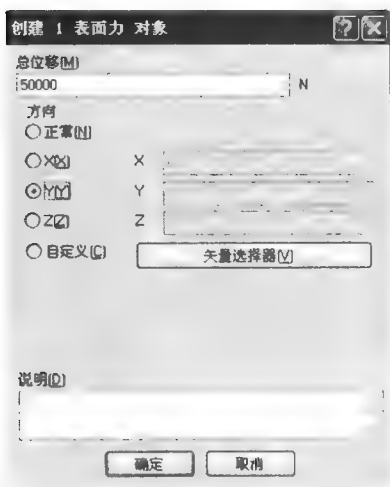 创建 1 表面力 对象
总位移(M)
50000 N
方向
正常(N)
X(X) X
Y(Y) Y
Z(Z) Z
自定义(C) 矢量选择器(V)
说明(D)
确定 取消